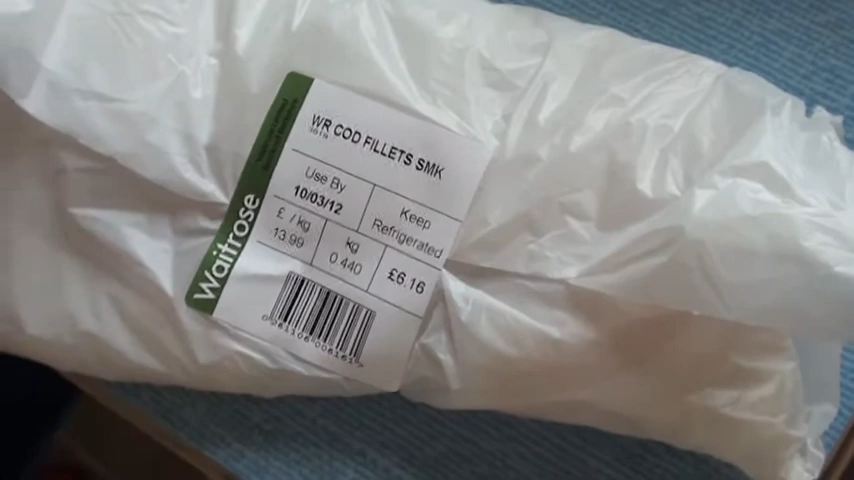 WR COD FILLETS SMK
Use By
10/03/12
Keep
Refrigerated
£ / kg
13.99
kg
0.440
£6.16
Waitrose